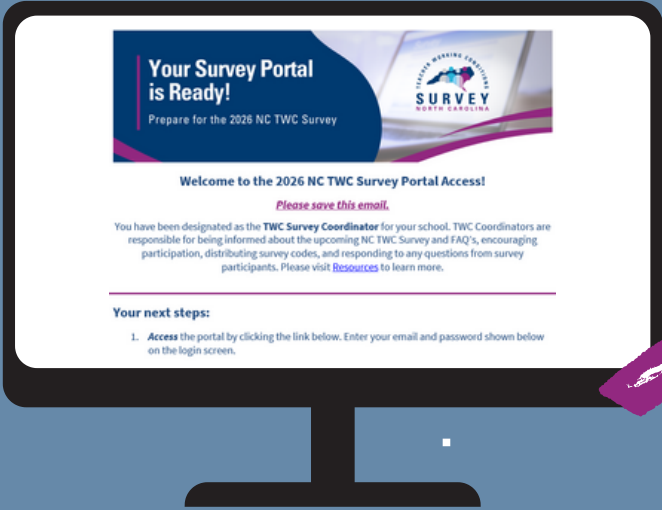 Your Survey Portal
is Ready!
Prepare for the 2026 NC TWC Survey
TEACHER WORKING CONDITIONS
SURVEY
NORTH CAROLINA
Welcome to the 2026 NC TWC Survey Portal Access!
Please save this email.
You have been designated as the TWC Survey Coordinator for your school. TWC Coordinators are
responsible for being informed about the upcoming NC TWC Survey and FAQ's, encouraging
participation, distributing survey codes, and responding to any questions from survey
participants. Please visit Resources to learn more.
Your next steps:
1. Access the portal by clicking the link below. Enter your email and password shown below
on the login screen.